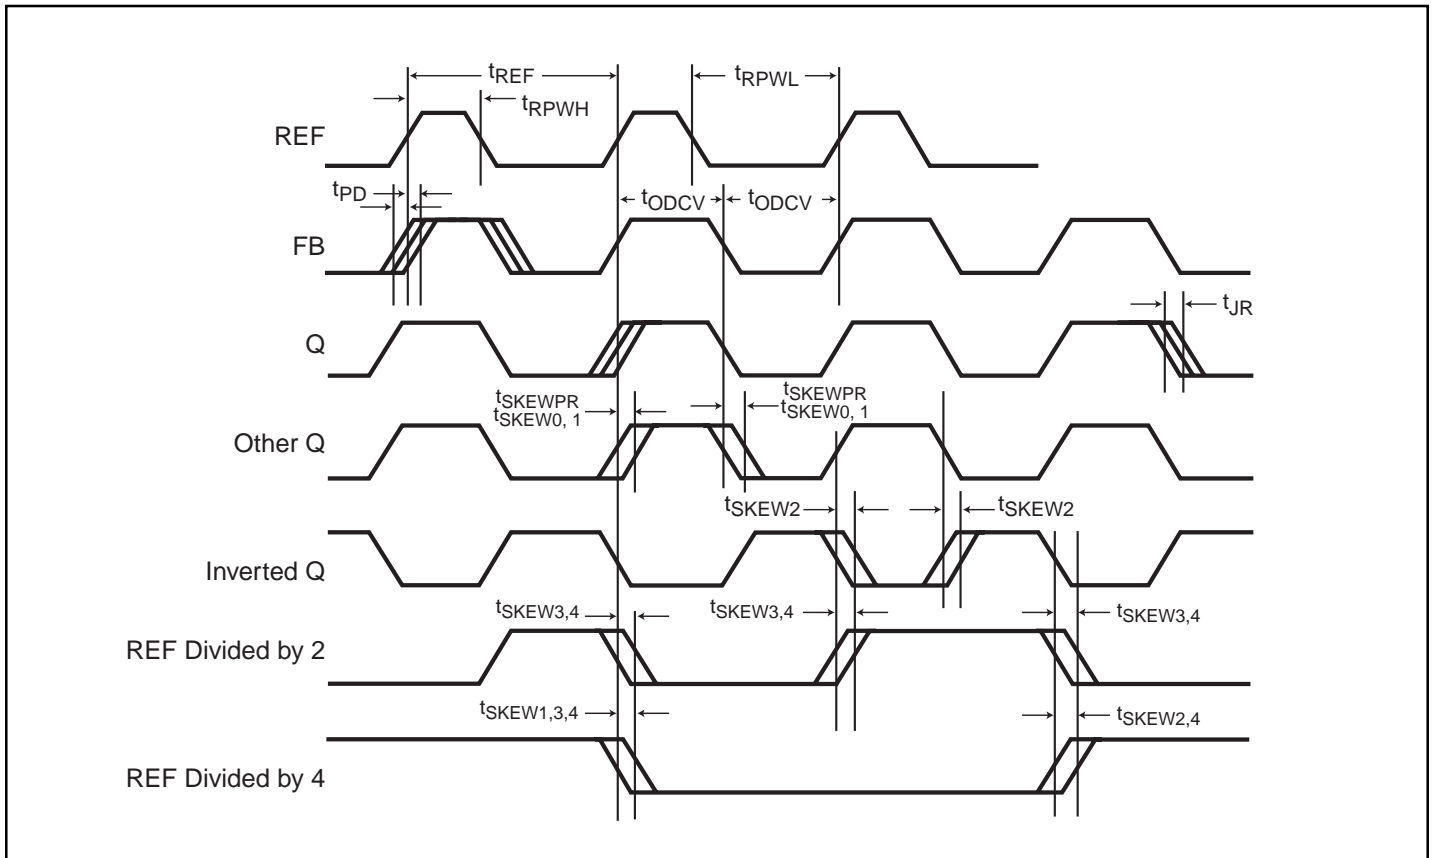 tREF
tRPWL
tRPWH
REF
tPD
tODCV
tODCV
FB
tJR
Q
tSKEWPR
tSKEW0, 1
tSKEWPR
tSKEW0, 1
Other Q
tSKEW2
tSKEW2
Inverted Q
tSKEW3,4
tSKEW3,4
tSKEW3,4
REF Divided by 2
tSKEW1,3,4
tSKEW2,4
REF Divided by 4